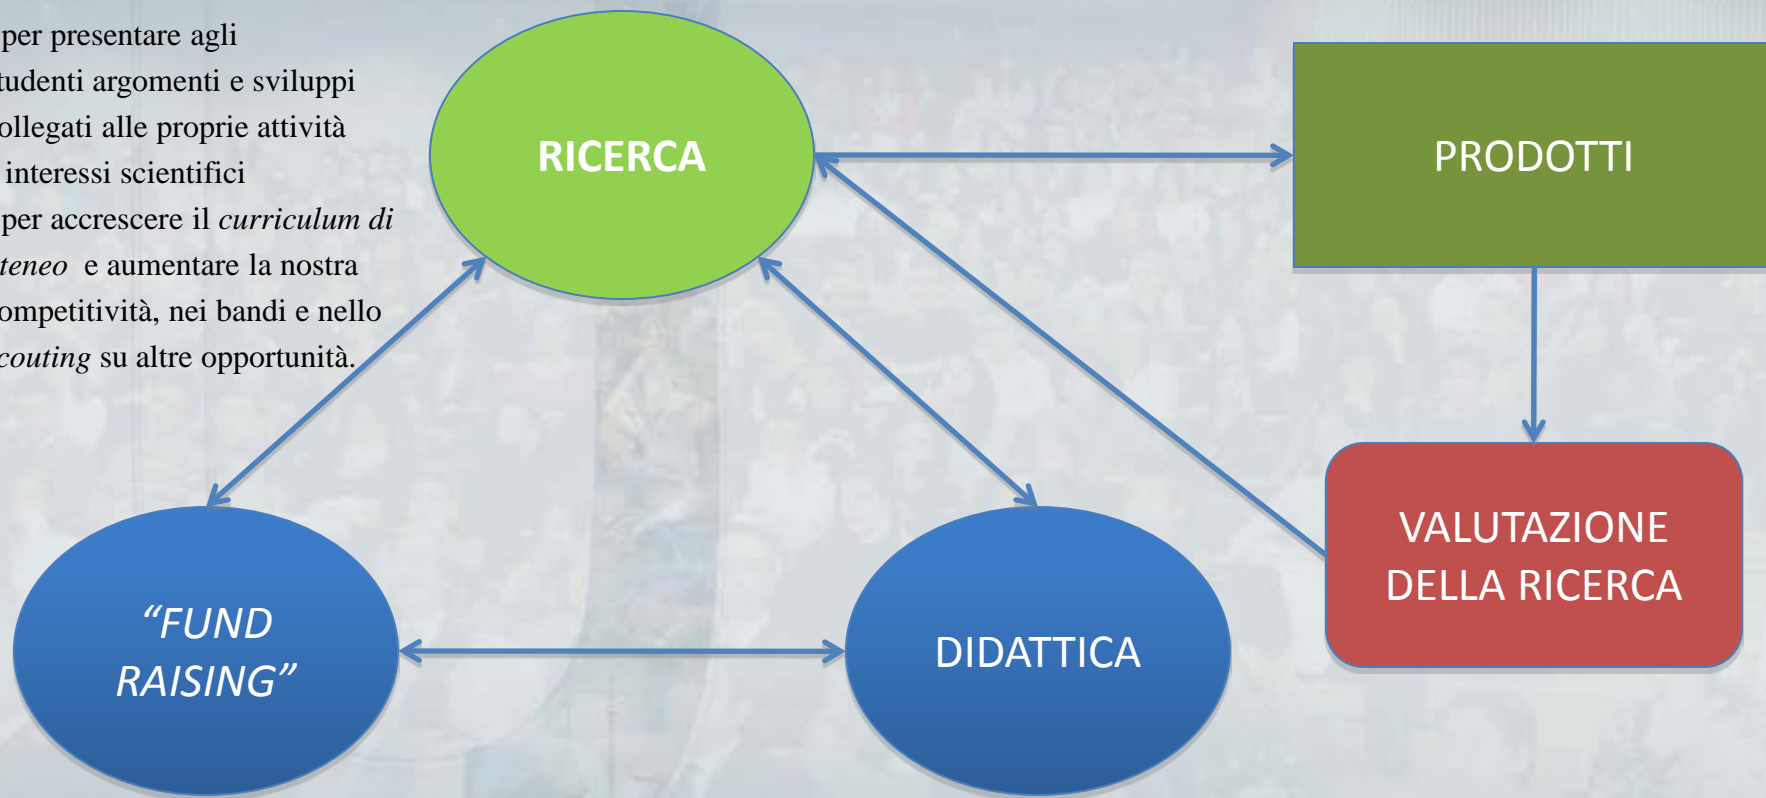 per presentare agli
tudenti argomenti e sviluppi
ollegati alle proprie attività
interessi scientifici
per accrescere il curriculum di
teneo e aumentare la nostra
ompetitività, nei bandi e nello
couting su altre opportunità.
RICERCA
PRODOTTI
VALUTAZIONE
DELLA RICERCA
“FUND
RAISING”
DIDATTICA